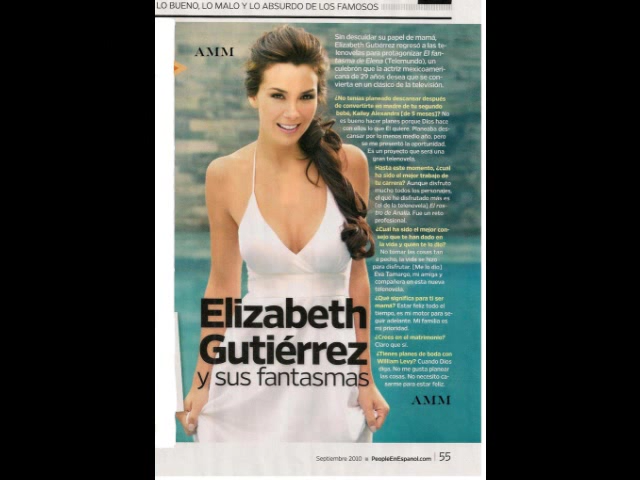 LO BUENO, LO MALO Y LO ABSURDO DE LOS FAMOSOS
AMM
Sin descuidar su papel de mamá,
Elizabeth Gutiérrez regresó a las te-
lenovelas para protagonizar El fan-
tasma de Elena (Telemundo), un
culebrón que la actriz mexicoameri-
cana de 29 años desea que se con-
vierta en un clásico de la televisión.
¿No tenías planeado descansar después
de convertirte en madre de tu segundo
bebé, Kailey Alexandra [de 5 meses]? No
es bueno hacer planes porque Dios hace
con ellos lo que Él quiere. Planeaba des-
cansar por lo menos medio año, pero
se me presentó la oportunidad.
Es un proyecto que será una
gran telenovela.
Hasta este momento, ¿cuál
ha sido el mejor trabajo de
tu carrera? Aunque disfruto
mucho todos los personajes,
el que he disfrutado más es
[el de la telenovela] El ros-
tro de Analía. Fue un reto
profesional.
¿Cuál ha sido el mejor con-
sejo que te han dado en
la vida y quién te lo dio?
No tomar las cosas tan
a pecho, la vida se hizo
para disfrutar. [Me lo dio]
Eva Tamargo, mi amiga y
compañera en esta nueva
telenovela.
¿Qué significa para ti ser
mamá? Estar feliz todo el
tiempo, es mi motor para se-
guir adelante. Mi familia es
mi prioridad.
¿Crees en el matrimonio?
Claro que sí.
¿Tienes planes de boda con
William Levy? Cuando Dios
diga. No me gusta planear
las cosas. No necesito ca-
sarme para estar feliz.
AMM
Elizabeth
Gutiérrez
y sus fantasmas
Septiembre 2010 PeopleEnEspanol.com 55